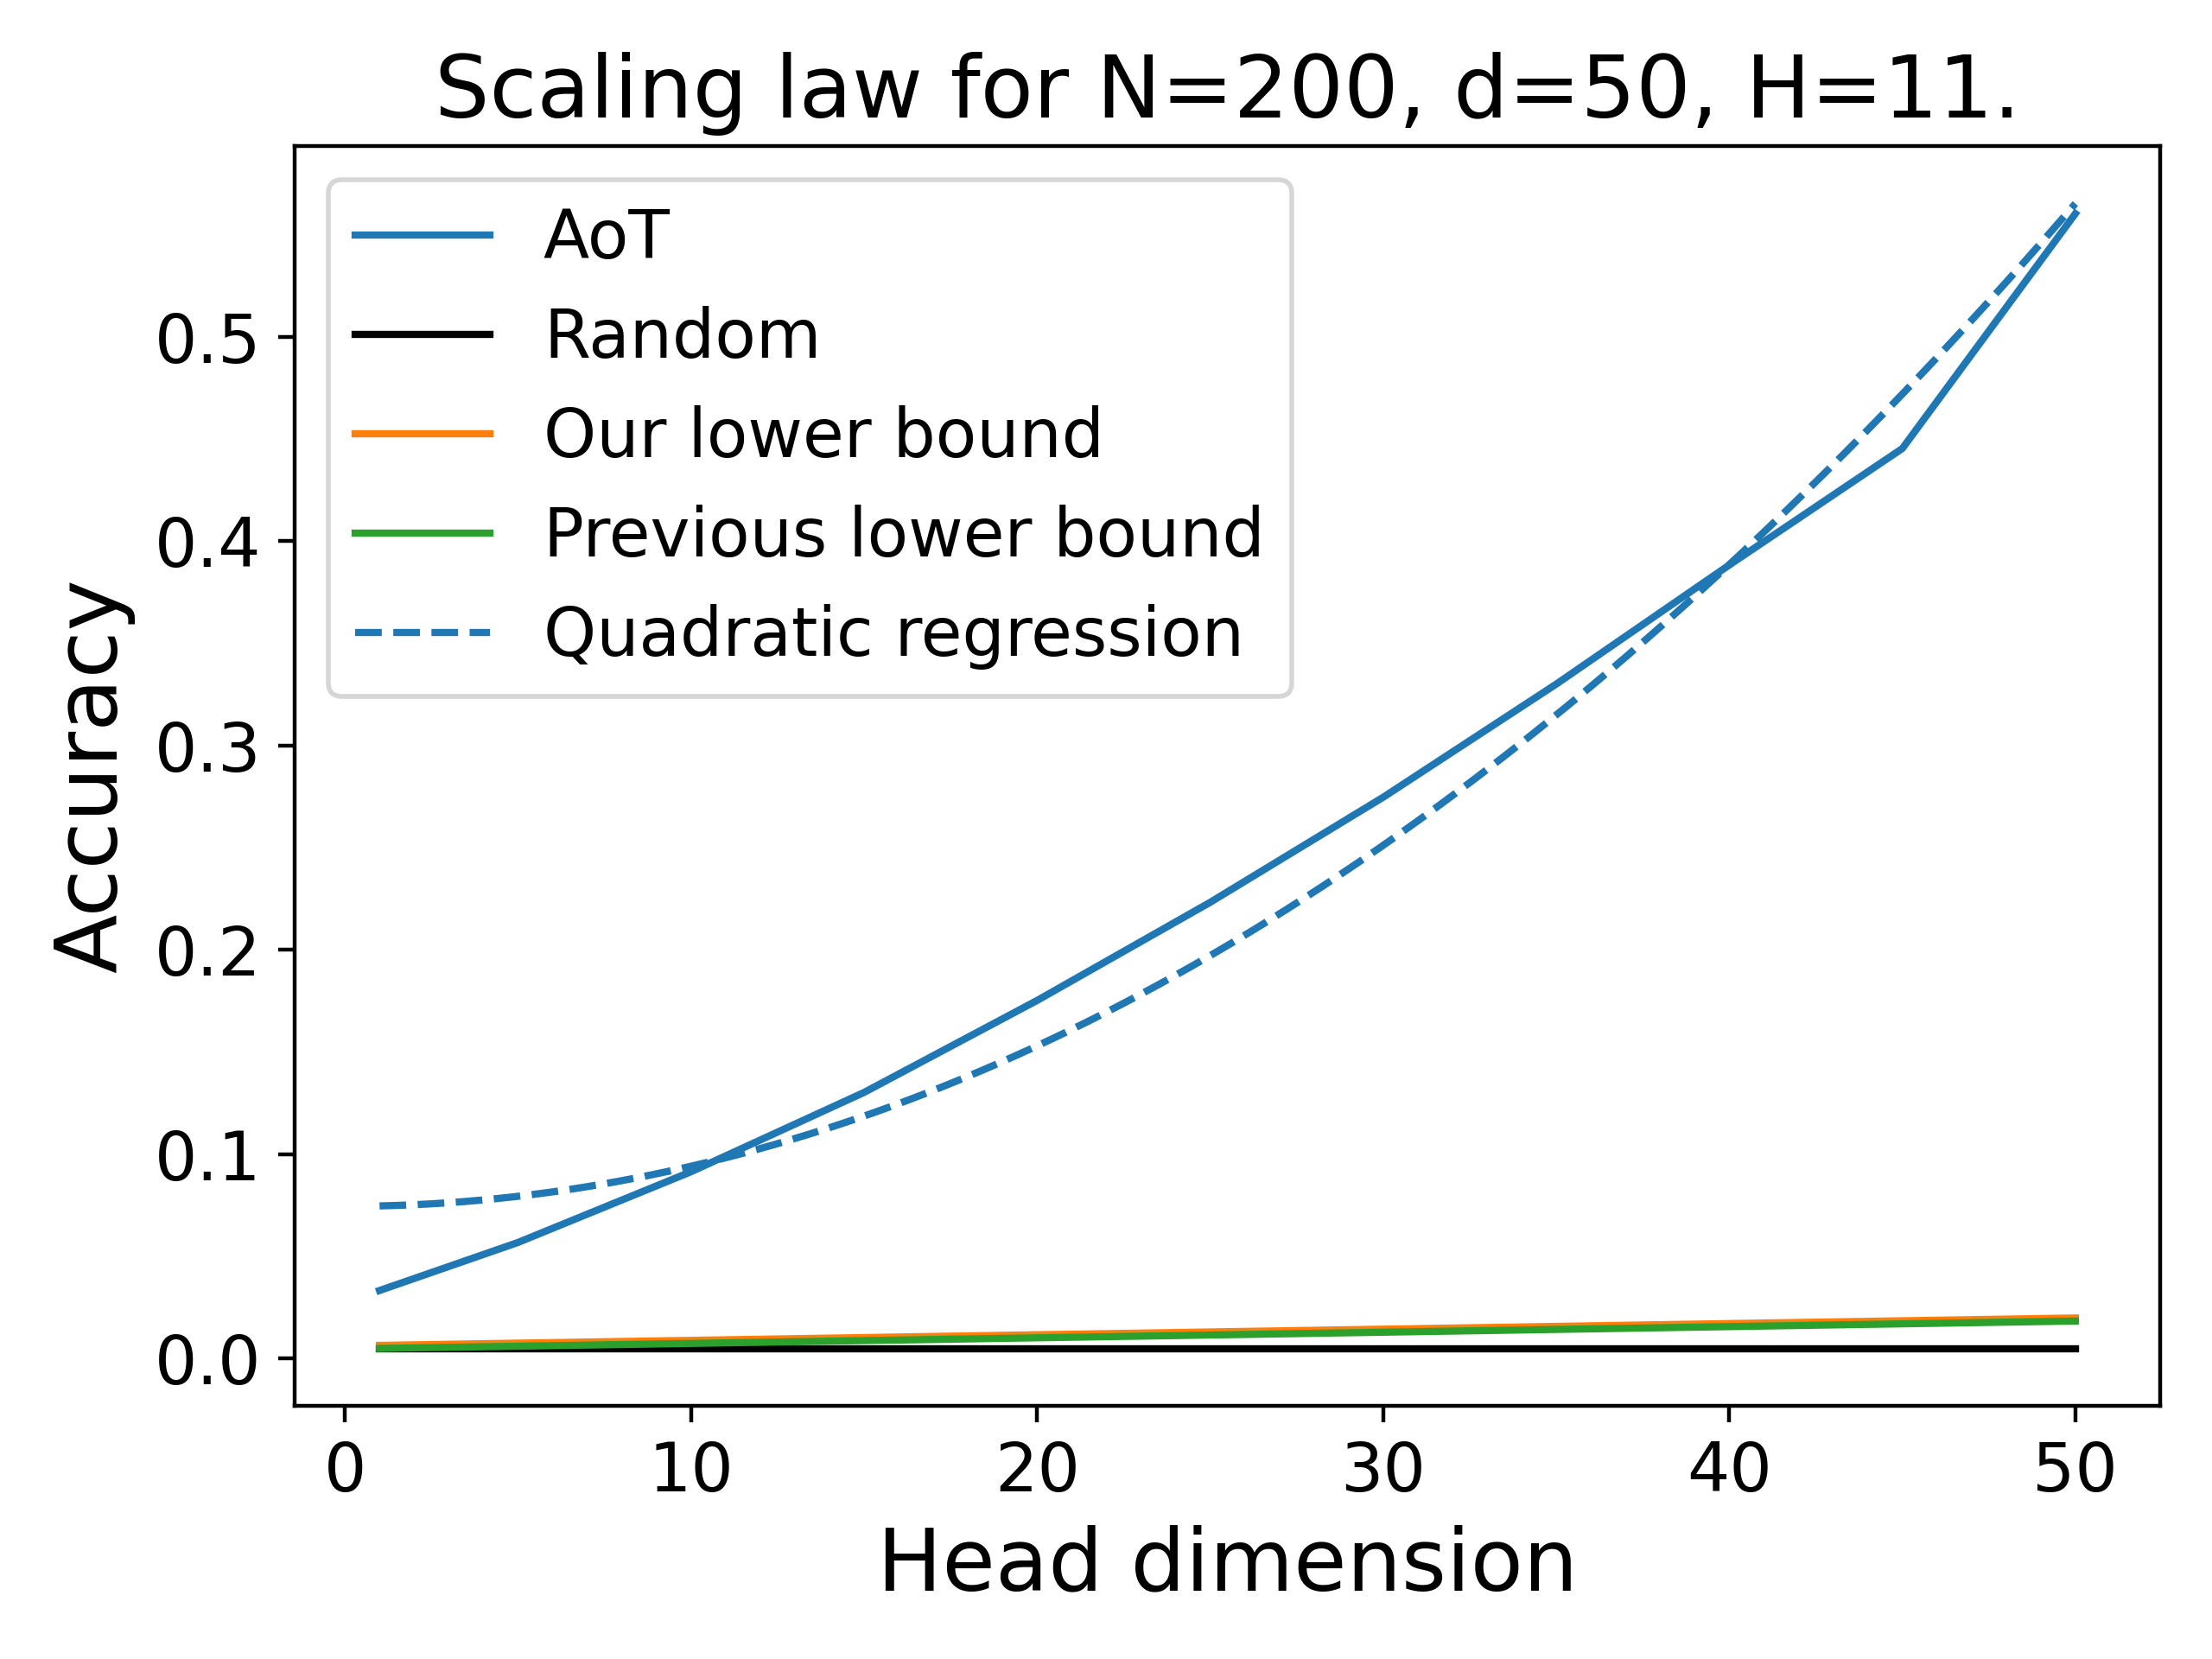 Scaling law for N=200, d=50, H=11.
AoT
Random
Our lower bound
Previous lower bound
Quadratic regression
Accuracy
0.5
0.4
0.3
0.2
0.1
0.0
0 10 20 30 40 50
Head dimension